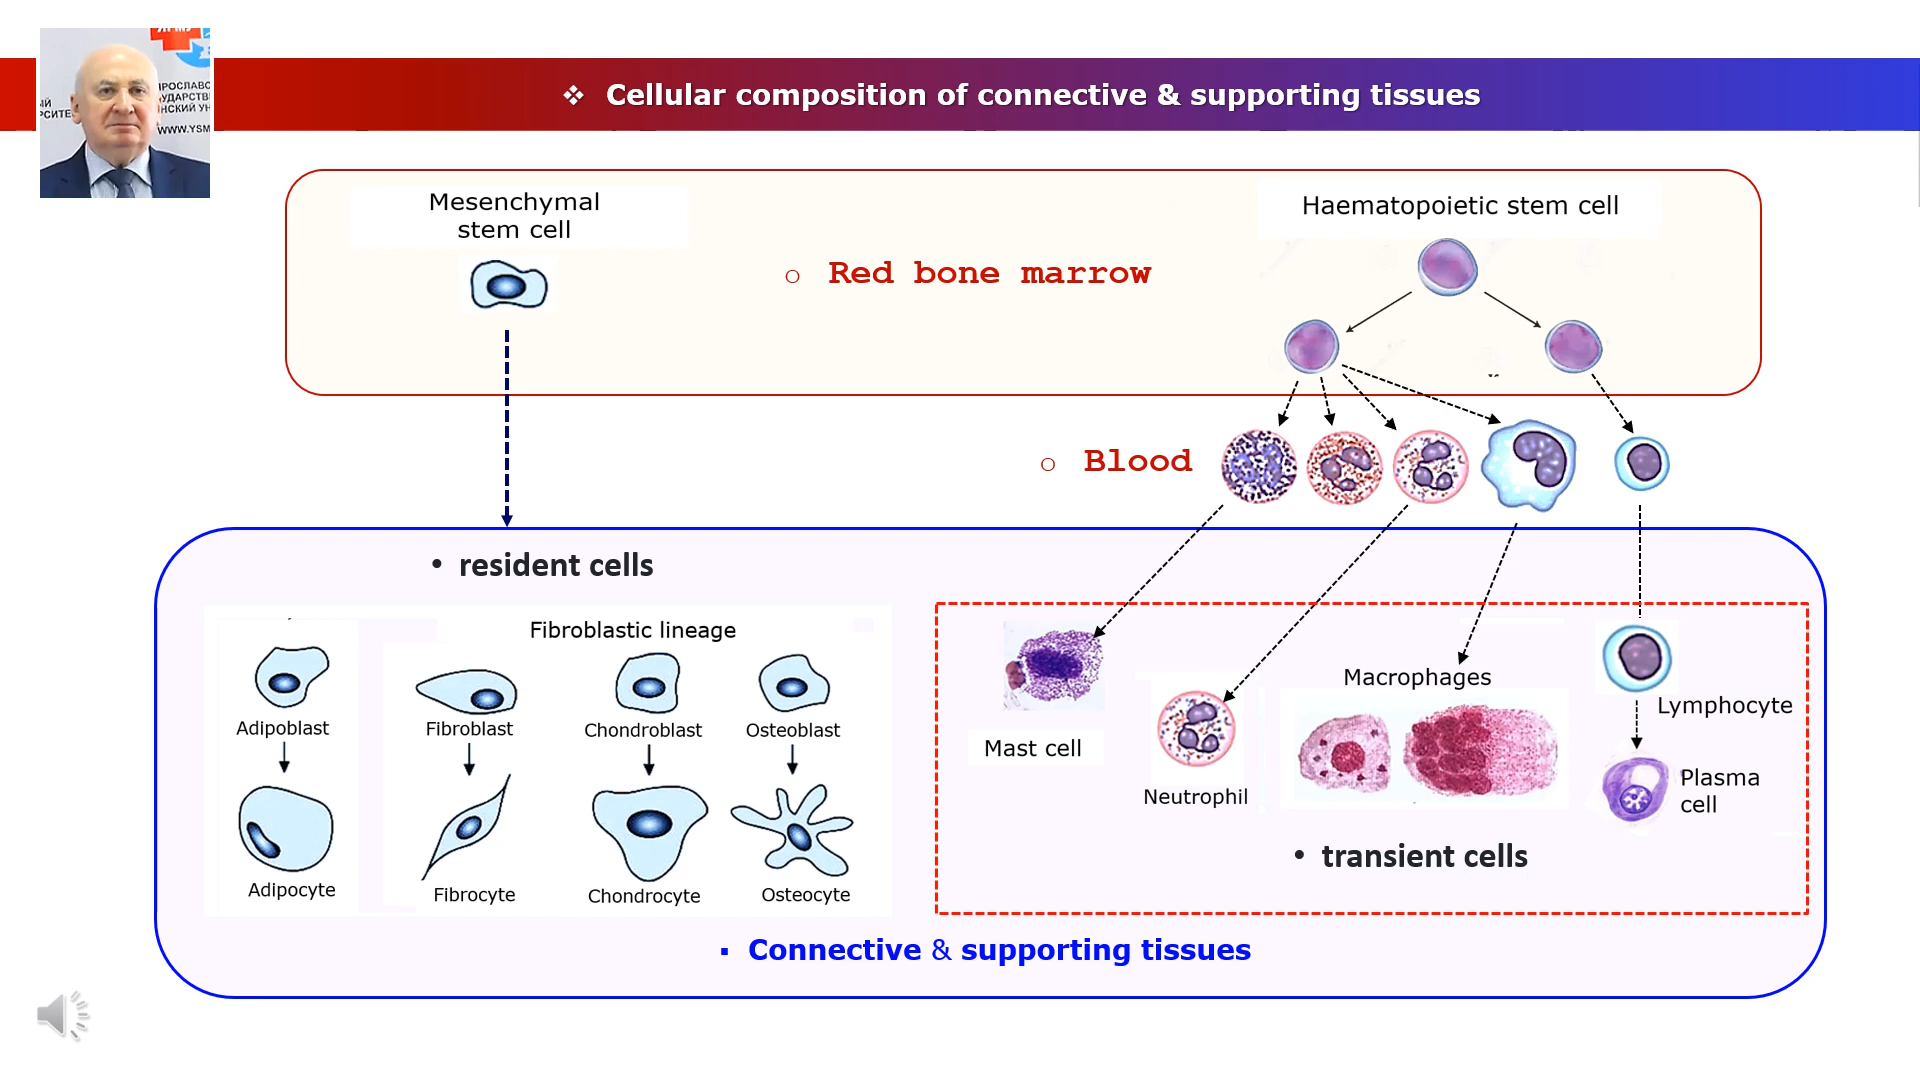 ❖ Cellular composition of connective & supporting tissues
WWW.YSM
Mesenchymal
stem cell
Haematopoietic stem cell
o Red bone marrow
o Blood
• resident cells
Fibroblastic lineage
Adipoblast
Fibroblast
Chondroblast
Osteoblast
Adipocyte
Fibrocyte
Chondrocyte
Osteocyte
Mast cell
Neutrophil
Macrophages
Lymphocyte
Plasma
cell
• transient cells
▪ Connective & supporting tissues